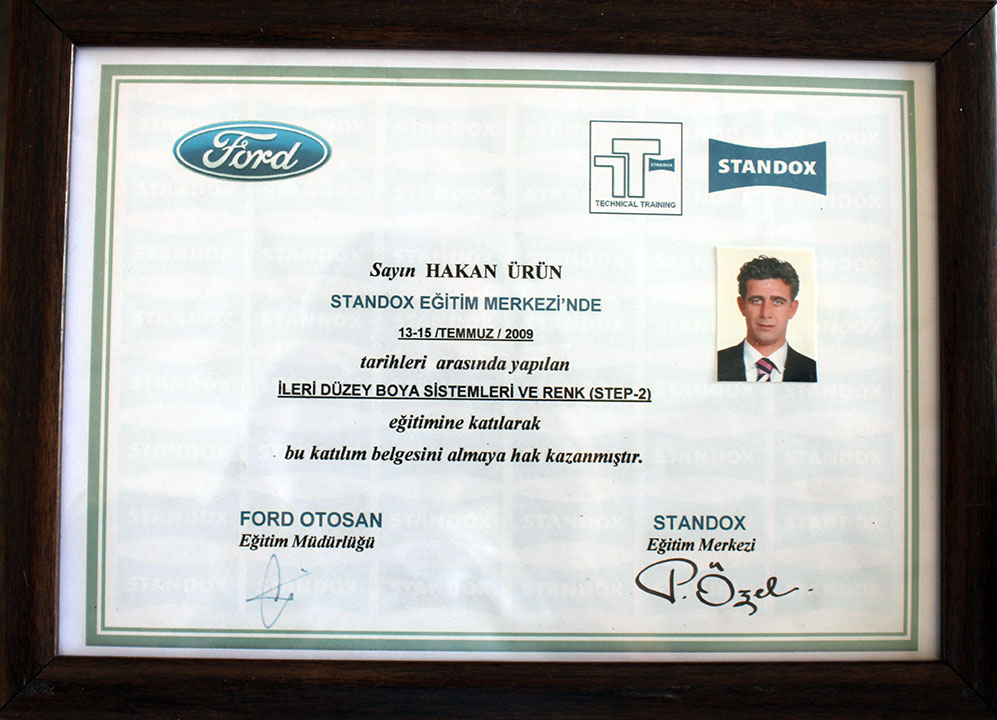 Ford
STANDOX
TECHNICAL TRAINING
STANDOX
Sayın HAKAN ÜRÜN
STANDOX EĞİTİM MERKEZİ'NDE
13-15 /TEMMUZ / 2009
tarihleri arasında yapılan
İLERİ DÜZEY BOYA SİSTEMLERİ VE RENK (STEP-2)
eğitimine katılarak
bu katılım belgesini almaya hak kazanmıştır.
FORD OTOSAN
Eğitim Müdürlüğü
STANDOX
Eğitim Merkezi
P.Özel